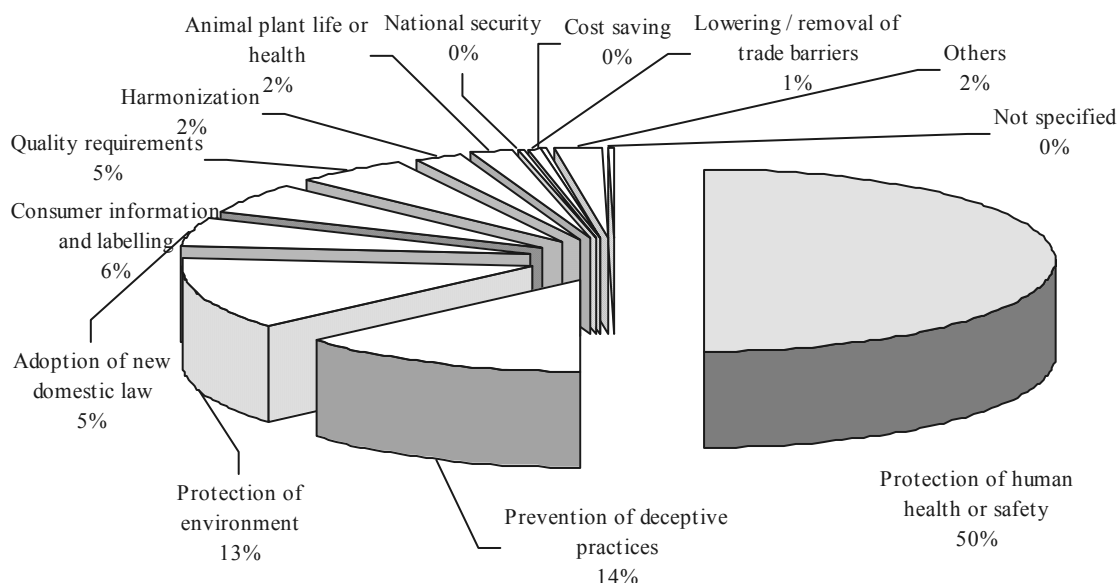 Animal plant life or
health
2%
National security
0%
Cost saving
0%
Lowering / removal of
trade barriers
1%
Others
2%
Not specified
0%
Harmonization
2%
Quality requirements
5%
Consumer information
and labelling
6%
Adoption of new
domestic law
5%
Protection of
environment
13%
Prevention of deceptive
practices
14%
Protection of human
health or safety
50%